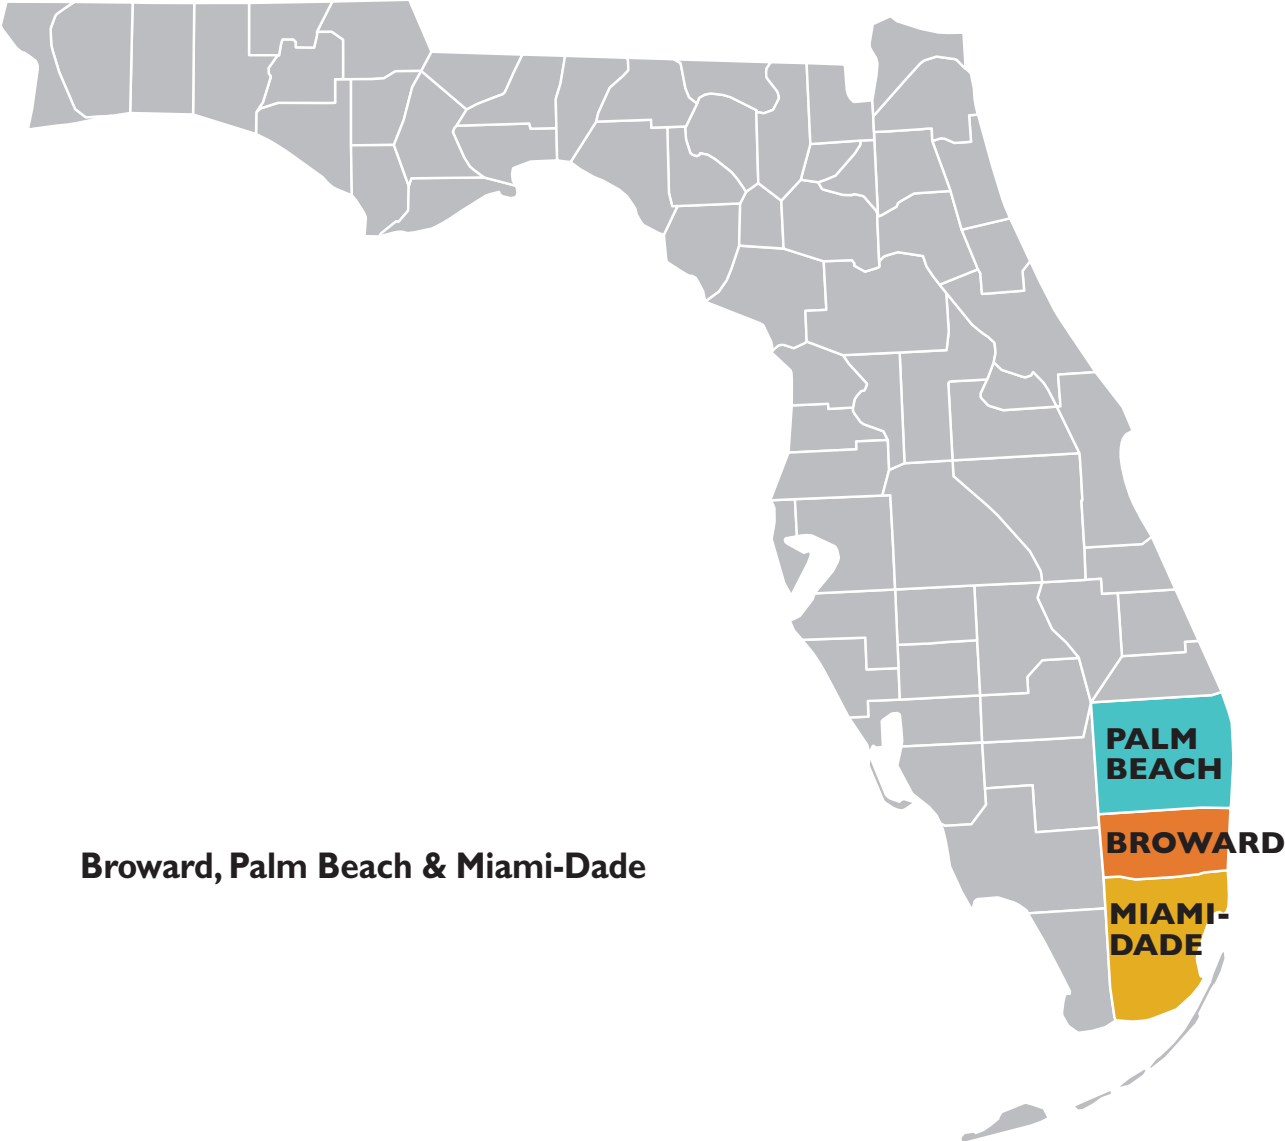 PALM
BEACH
BROWARD
Broward, Palm Beach & Miami-Dade
MIAMI-
DADE